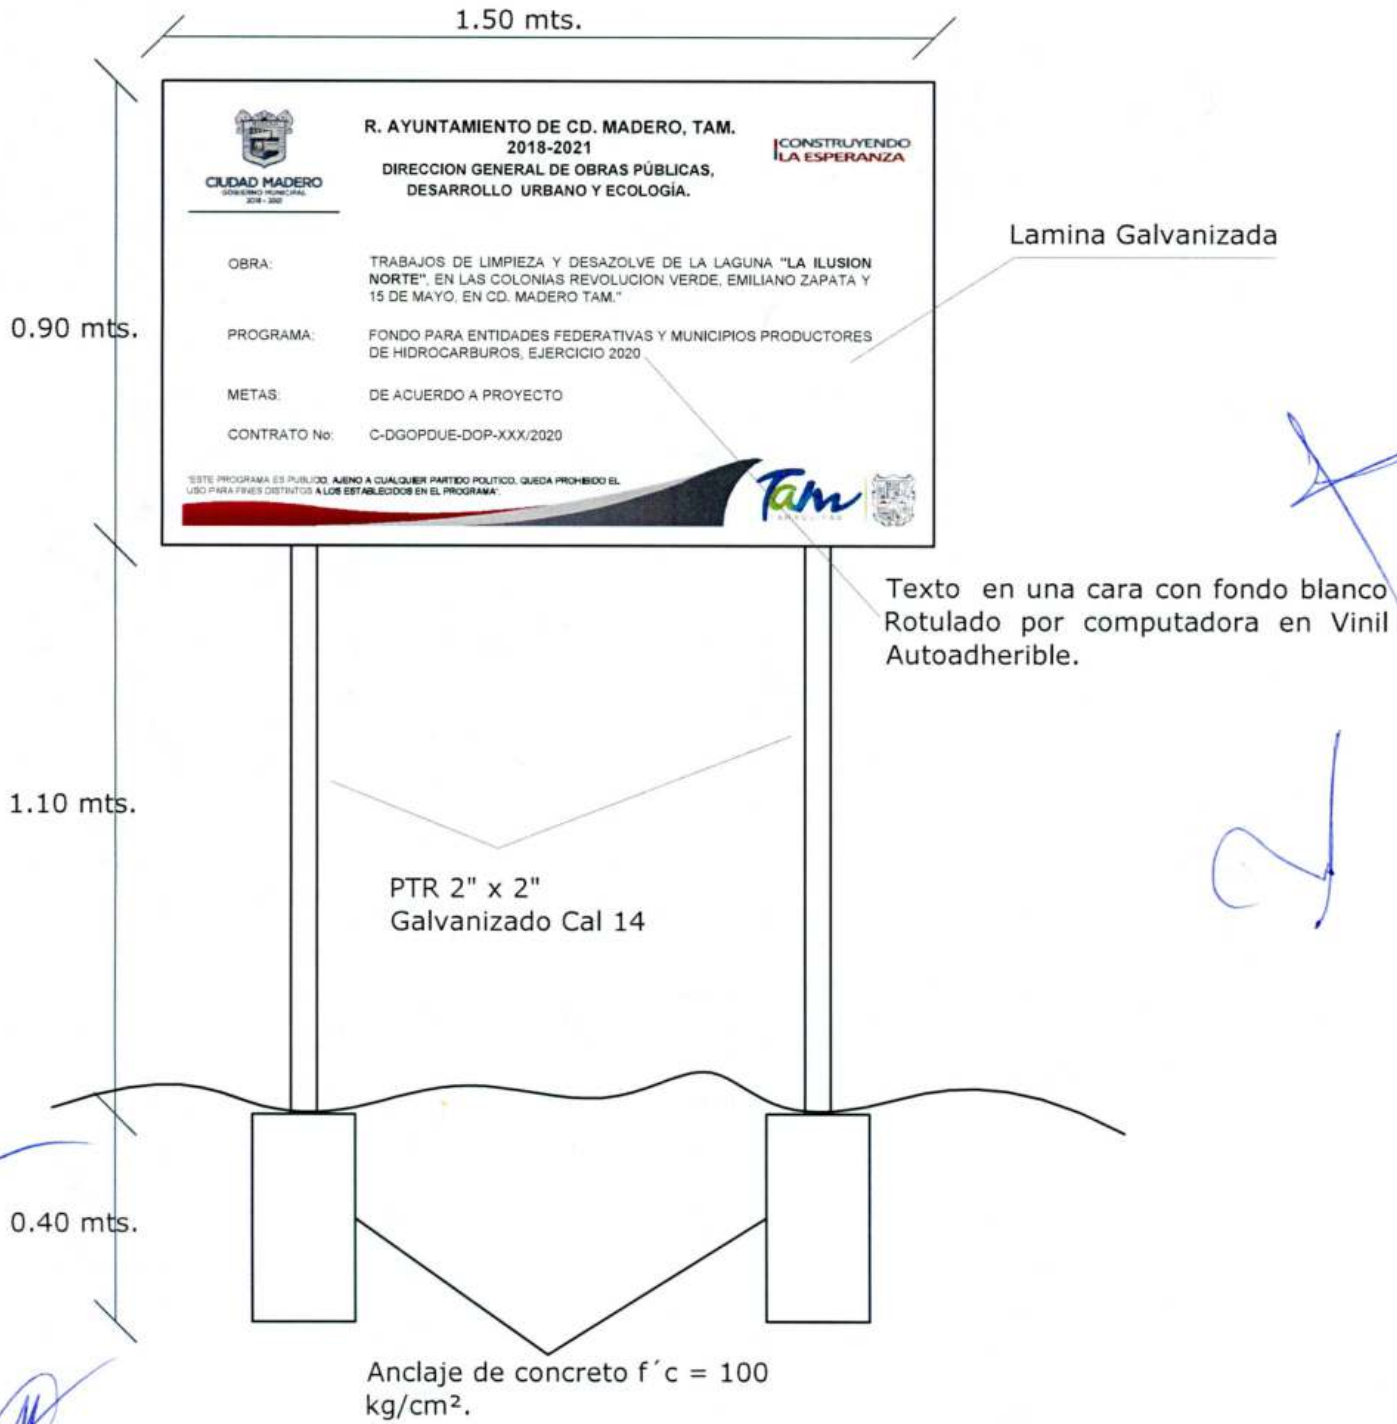 1.50 mts.
R. AYUNTAMIENTO DE CD. MADERO, TAM.
2018-2021
DIRECCION GENERAL DE OBRAS PÚBLICAS,
DESARROLLO URBANO Y ECOLOGÍA.
CIUDAD MADERO
GOBIERNO MUNICIPAL
2018 - 2021
CONSTRUYENDO
LA ESPERANZA
Lamina Galvanizada
OBRA:
TRABAJOS DE LIMPIEZA Y DESAZOLVE DE LA LAGUNA "LA ILUSION
NORTE", EN LAS COLONIAS REVOLUCION VERDE, EMILIANO ZAPATA Y
15 DE MAYO, EN CD. MADERO TAM."
0.90 mts.
PROGRAMA:
FONDO PARA ENTIDADES FEDERATIVAS Y MUNICIPIOS PRODUCTORES
DE HIDROCARBUROS, EJERCICIO 2020
METAS:
DE ACUERDO A PROYECTO
CONTRATO No:
C-DGOPDUE-DOP-XXX/2020
"ESTE PROGRAMA ES PUBLICO, AJENO A CUALQUIER PARTIDO POLITICO. QUEDA PROHIBIDO EL
USO PARA FINES DISTINTOS A LOS ESTABLECIDOS EN EL PROGRAMA".
Tam
TAMAULIPAS
Texto en una cara con fondo blanco
Rotulado por computadora en Vinil
Autoadherible.
1.10 mts.
PTR 2" x 2"
Galvanizado Cal 14
0.40 mts.
Anclaje de concreto f´c = 100
kg/cm².